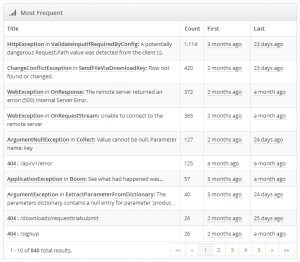 Most Frequent
Title Count First Last
HttpException in ValidateInputIfRequiredByConfig: A potentially 1,114 3 months ago 23 days ago
dangerous Request.Path value was detected from the client (:).
ChangeConflictException in SendFileViaDownloadKey: Row not 420 2 months ago 23 days ago
found or changed.
WebException in OnResponse: The remote server returned an 372 2 months ago a month ago
error: (500) Internal Server Error.
WebException in OnRequestStream: Unable to connect to the 365 2 months ago a month ago
remote server
ArgumentNullException in Collect: Value cannot be null. Parameter 127 2 months ago 24 days ago
name: key
404 : /api/v1/error 125 a month ago a month ago
ApplicationException in Boom: See what had happened was... 57 3 months ago a month ago
ArgumentException in ExtractParameterFromDictionary: The 40 3 months ago 24 days ago
parameters dictionary contains a null entry for parameter 'produc...
404 : /downloads/requesttrialsubmit 26 2 months ago 25 days ago
404 : /signup 26 2 months ago a month ago
1 - 10 of 840 total results. «« « 1 2 3 4 5 » »»